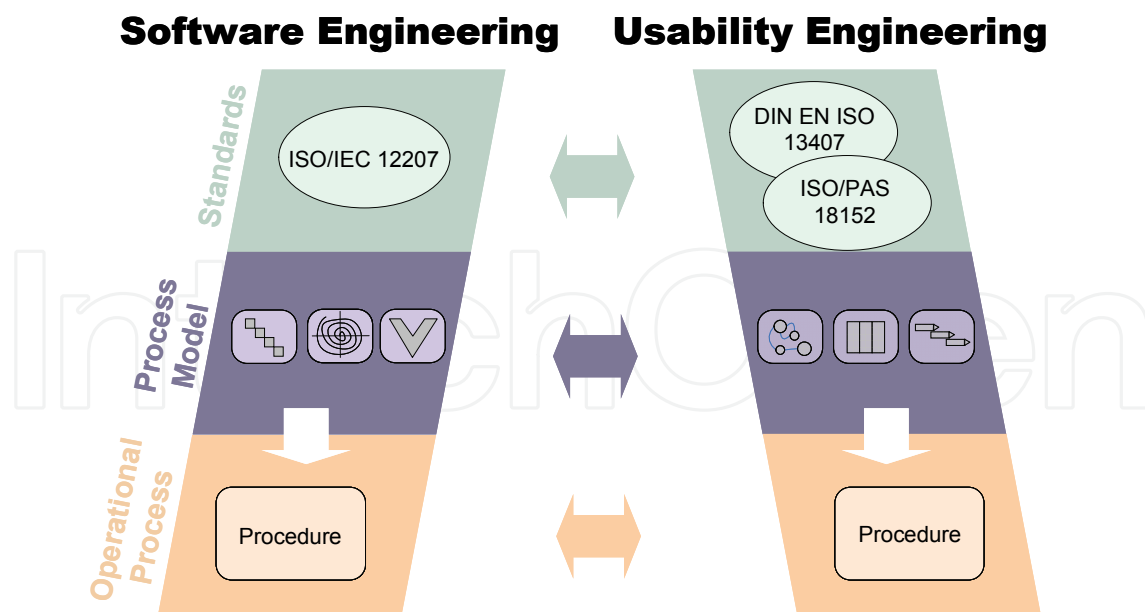 Software Engineering
Usability Engineering
Standards
ISO/IEC 12207
DIN EN ISO
13407
ISO/PAS
18152
Process
Model
Operational
Process
Procedure
Procedure
IntechOpen